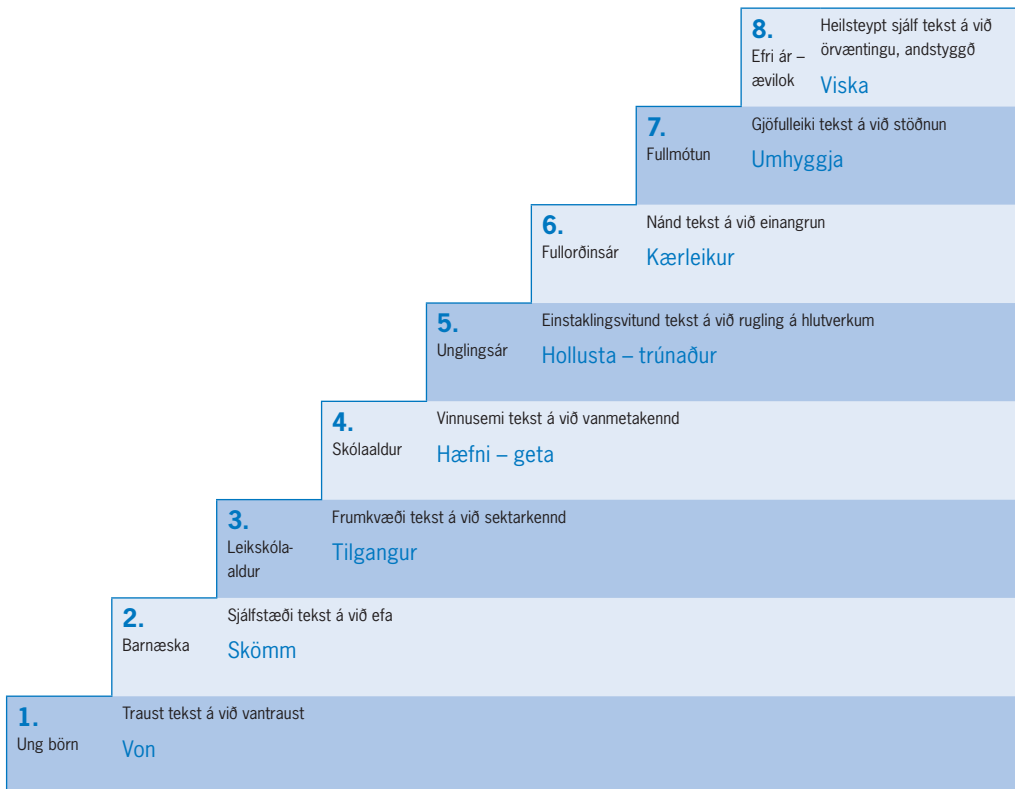 8.
Efri ár –
ævilok
Heilsteypt sjálf tekst á við
örvæntingu, andstyggð
Viska
7.
Fullmótun
Gjöfulleiki tekst á við stöðnun
Umhyggja
6.
Fullorðinsár
Nánd tekst á við einangrun
Kærleikur
5.
Unglingsár
Einstaklingsvitund tekst á við rugling á hlutverkum
Hollusta – trúnaður
4.
Skólaaldur
Vinnusemi tekst á við vanmetakennd
Hæfni – geta
3.
Leikskóla-
aldur
Frumkvæði tekst á við sektarkennd
Tilgangur
2.
Barnæska
Sjálfstæði tekst á við efa
Skömm
1.
Ung börn
Traust tekst á við vantraust
Von